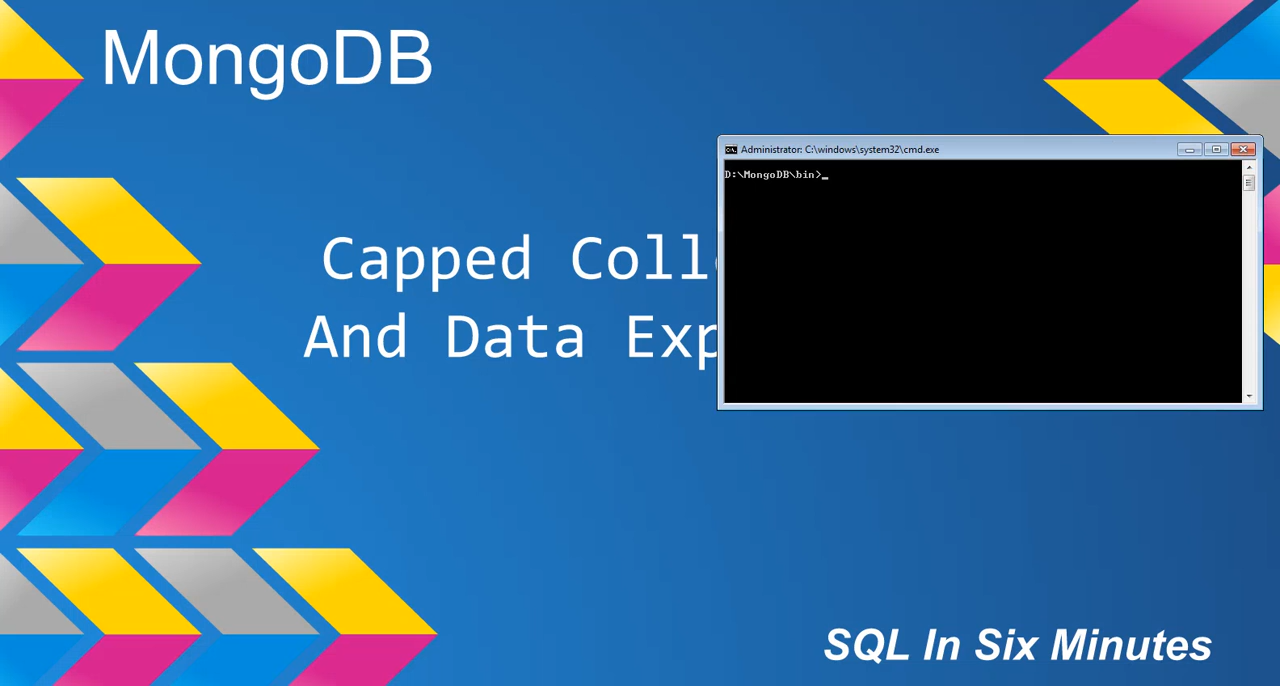 MongoDB
Administrator: C:\windows\system32\cmd.exe
D:\MongoDB\bin>_
Capped Coll
And Data Exp
SQL In Six Minutes